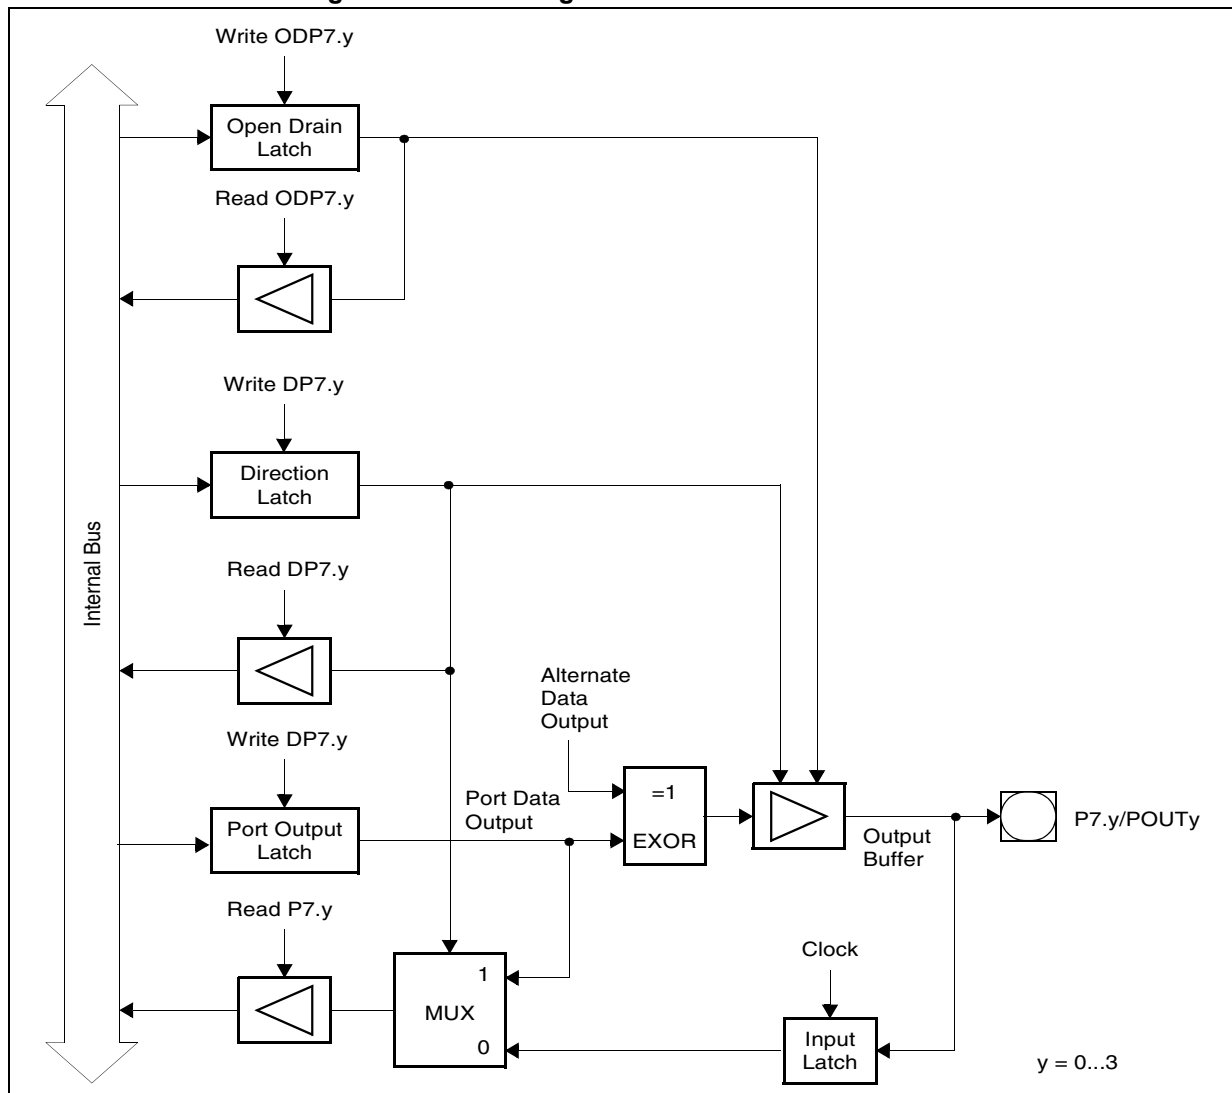 Write ODP7.y
Open Drain
Latch
Read ODP7.y
Write DP7.y
Direction
Latch
Internal Bus
Read DP7.y
Alternate
Data
Output
Write DP7.y
Port Data
Output
=1
EXOR
Port Output
Latch
Output
Buffer
P7.y/POUTy
Read P7.y
Clock
1
MUX
0
Input
Latch
y = 0...3